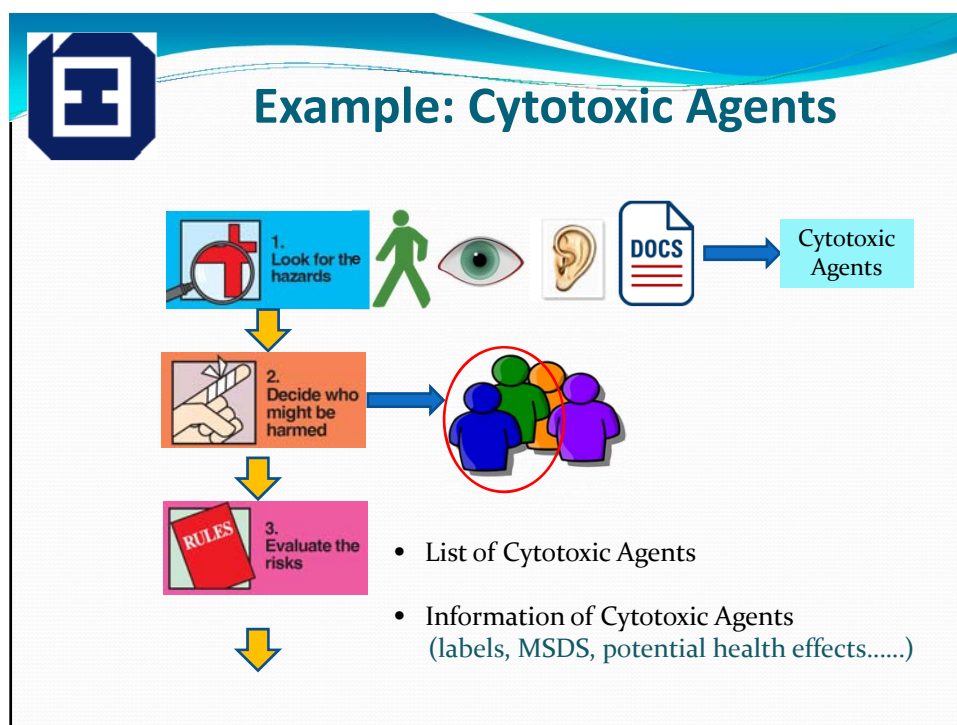 Example: Cytotoxic Agents
1.
Look for the
hazards
DOCS
Cytotoxic
Agents
2.
Decide who
might be
harmed
RULES
3.
Evaluate the
risks
• List of Cytotoxic Agents
• Information of Cytotoxic Agents
(labels, MSDS, potential health effects......)